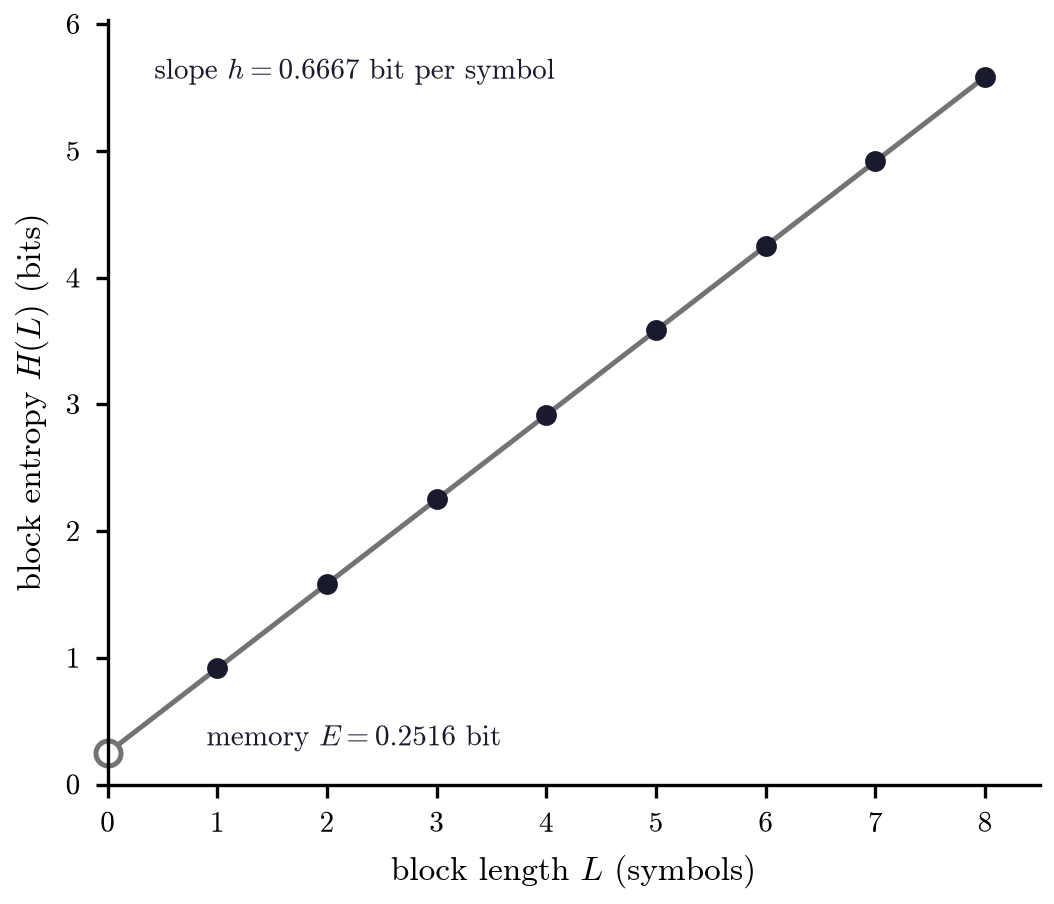 6
slope h = 0.6667 bit per symbol
5
4
3
2
1
0
block entropy H(L) (bits)
memory E = 0.2516 bit
0 1 2 3 4 5 6 7 8
block length L (symbols)